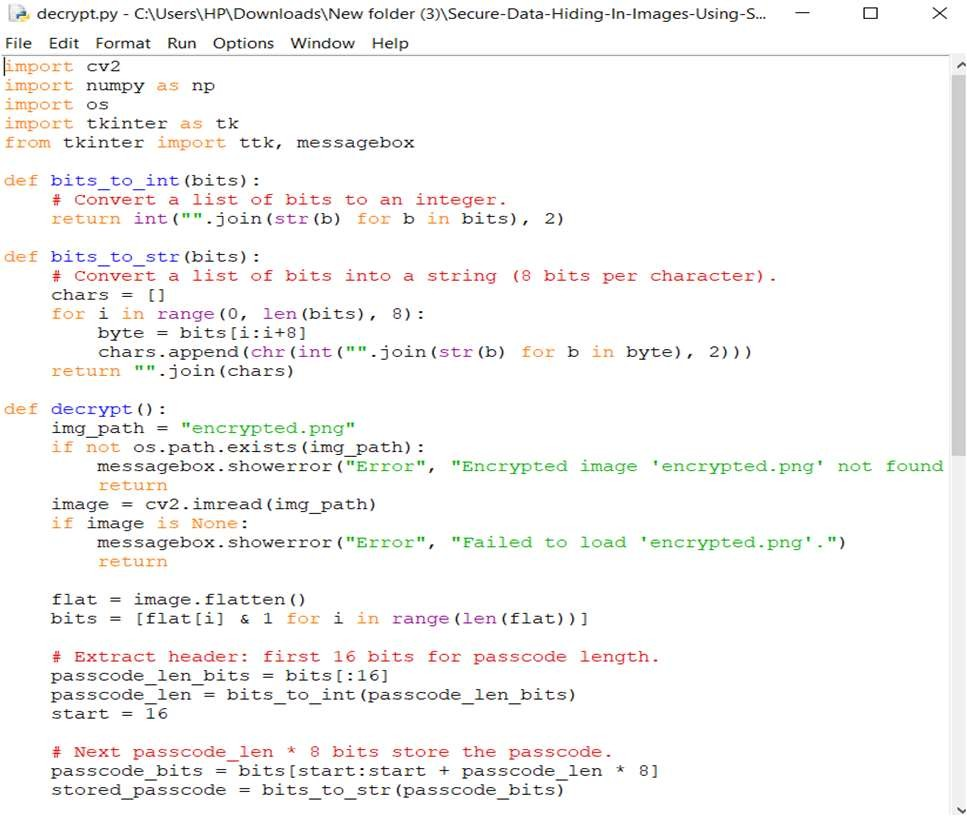 decrypt.py - C:\Users\HP\Downloads\New folder (3)\Secure-Data-Hiding-In-Images-Using-S...
File Edit Format Run Options Window Help
import cv2
import numpy as np
import os
import tkinter as tk
from tkinter import ttk, messagebox

def bits_to_int(bits):
    # Convert a list of bits to an integer.
    return int("".join(str(b) for b in bits), 2)

def bits_to_str(bits):
    # Convert a list of bits into a string (8 bits per character).
    chars = []
    for i in range(0, len(bits), 8):
        byte = bits[i:i+8]
        chars.append(chr(int("".join(str(b) for b in byte), 2)))
    return "".join(chars)

def decrypt():
    img_path = "encrypted.png"
    if not os.path.exists(img_path):
        messagebox.showerror("Error", "Encrypted image 'encrypted.png' not found
        return
    image = cv2.imread(img_path)
    if image is None:
        messagebox.showerror("Error", "Failed to load 'encrypted.png'.")
        return

    flat = image.flatten()
    bits = [flat[i] & 1 for i in range(len(flat))]

    # Extract header: first 16 bits for passcode length.
    passcode_len_bits = bits[:16]
    passcode_len = bits_to_int(passcode_len_bits)
    start = 16

    # Next passcode_len * 8 bits store the passcode.
    passcode_bits = bits[start:start + passcode_len * 8]
    stored_passcode = bits_to_str(passcode_bits)